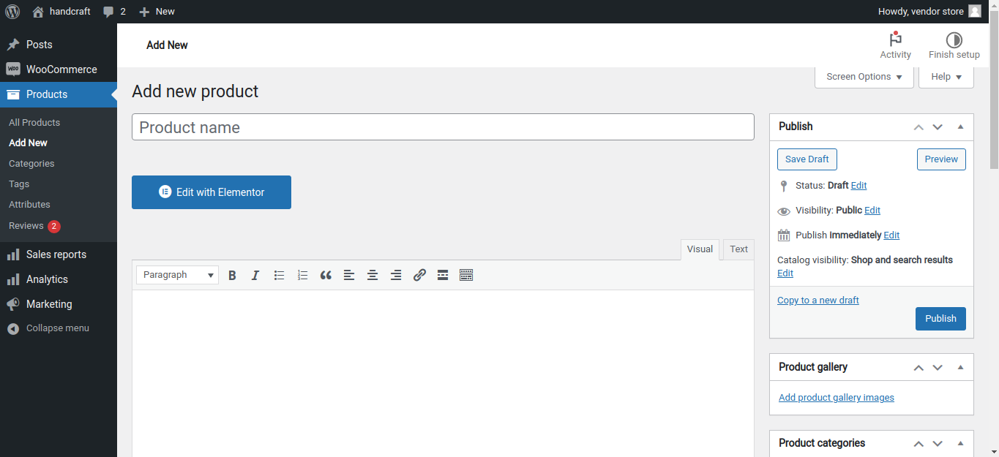 handcraft 2 New Howdy, vendor store
Posts
WooCommerce
Products
All Products
Add New
Categories
Tags
Attributes
Reviews 2
Sales reports
Analytics
Marketing
Collapse menu
Add New
Activity
Finish setup
Screen Options
Help
Add new product
Product name
Edit with Elementor
Visual
Text
Paragraph
B
I
Publish
Save Draft
Preview
Status: Draft Edit
Visibility: Public Edit
Publish Immediately Edit
Catalog visibility: Shop and search results
Edit
Copy to a new draft
Publish
Product gallery
Add product gallery images
Product categories